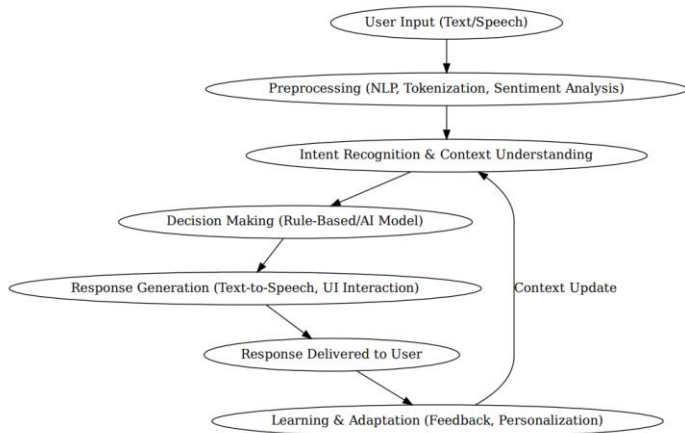 User Input (Text/Speech)
Preprocessing (NLP, Tokenization, Sentiment Analysis)
Intent Recognition & Context Understanding
Decision Making (Rule-Based/AI Model)
Response Generation (Text-to-Speech, UI Interaction)
Context Update
Response Delivered to User
Learning & Adaptation (Feedback, Personalization)